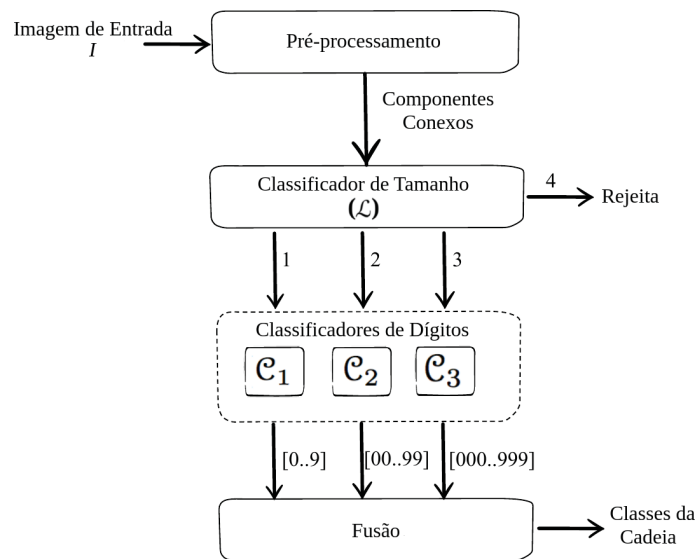 Imagem de Entrada
I
Pré-processamento
Componentes
Conexos
Classificador de Tamanho
(ℒ)
4
Rejeita
1
2
3
Classificadores de Dígitos
𝒞₁
𝒞₂
𝒞₃
[0..9]
[00..99]
[000..999]
Fusão
Classes da
Cadeia